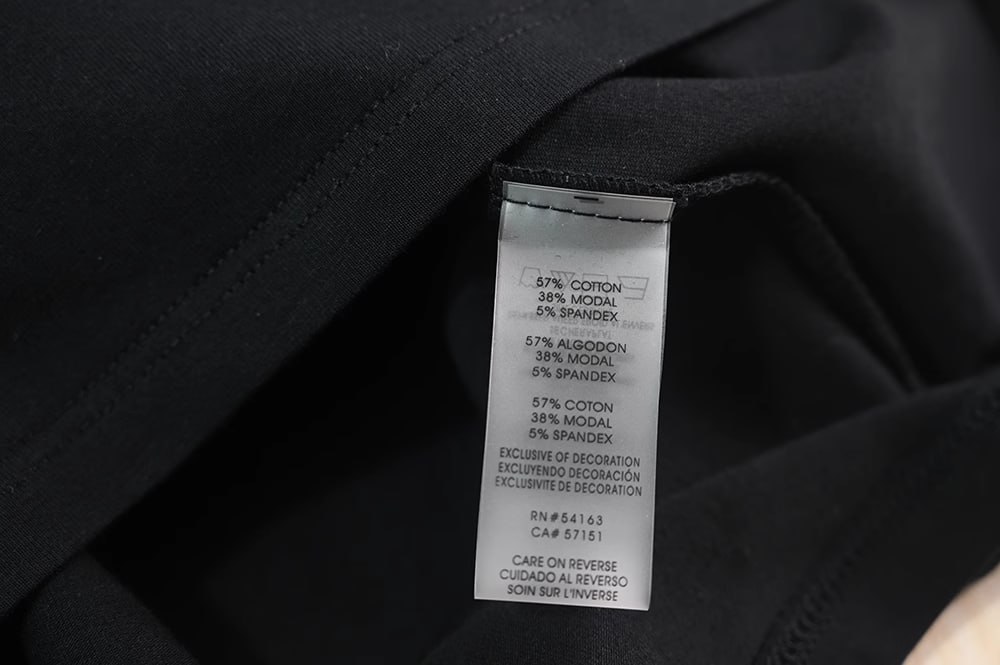 57% COTTON
38% MODAL
5% SPANDEX
57% ALGODON
38% MODAL
5% SPANDEX
57% COTON
38% MODAL
5% SPANDEX
EXCLUSIVE OF DECORATION
EXCLUYENDO DECORACIÓN
EXCLUSIVITE DE DECORATION
RN#54163
CA# 57151
CARE ON REVERSE
CUIDADO AL REVERSO
SOIN SUR L'INVERSE